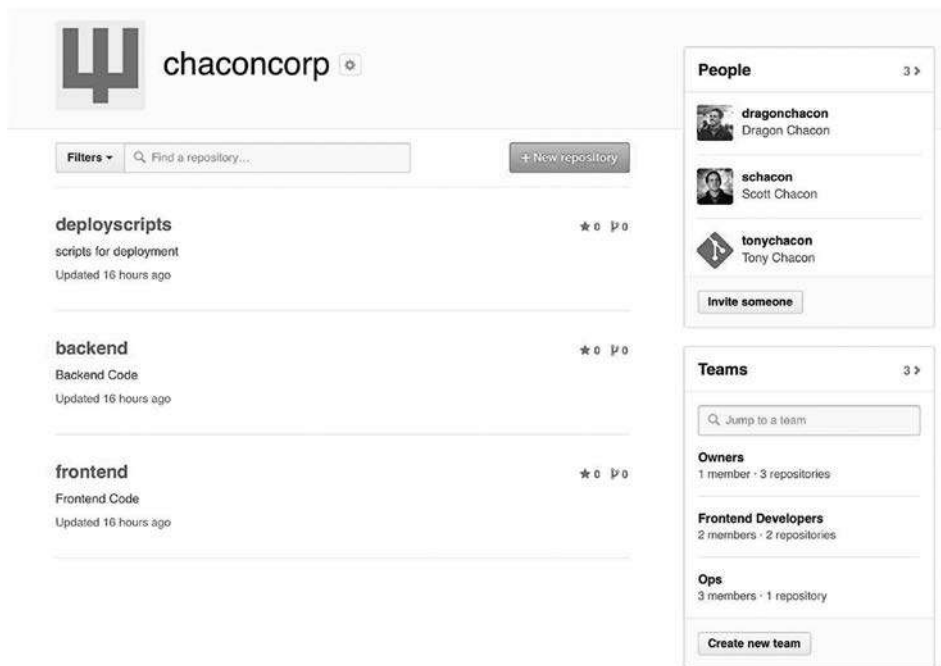 chaconcorp
Filters
Find a repository...
+ New repository
deployscripts
0 0
scripts for deployment
Updated 16 hours ago
backend
0 0
Backend Code
Updated 16 hours ago
frontend
0 0
Frontend Code
Updated 16 hours ago
People 3 >
dragonchacon
Dragon Chacon
schacon
Scott Chacon
tonychacon
Tony Chacon
Invite someone
Teams 3 >
Jump to a team
Owners
1 member · 3 repositories
Frontend Developers
2 members · 2 repositories
Ops
3 members · 1 repository
Create new team